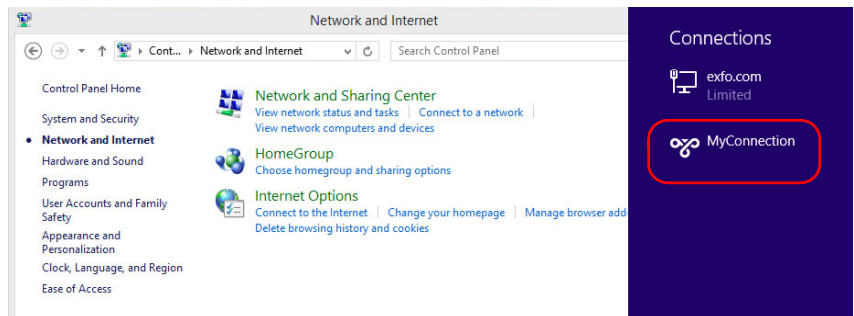 Network and Internet
Cont... Network and Internet
Search Control Panel
Control Panel Home
System and Security
Network and Internet
Hardware and Sound
Programs
User Accounts and Family
Safety
Appearance and
Personalization
Clock, Language, and Region
Ease of Access
Network and Sharing Center
View network status and tasks Connect to a network
View network computers and devices
HomeGroup
Choose homegroup and sharing options
Internet Options
Connect to the Internet Change your homepage Manage browser add-
Delete browsing history and cookies
Connections
exfo.com
Limited
MyConnection